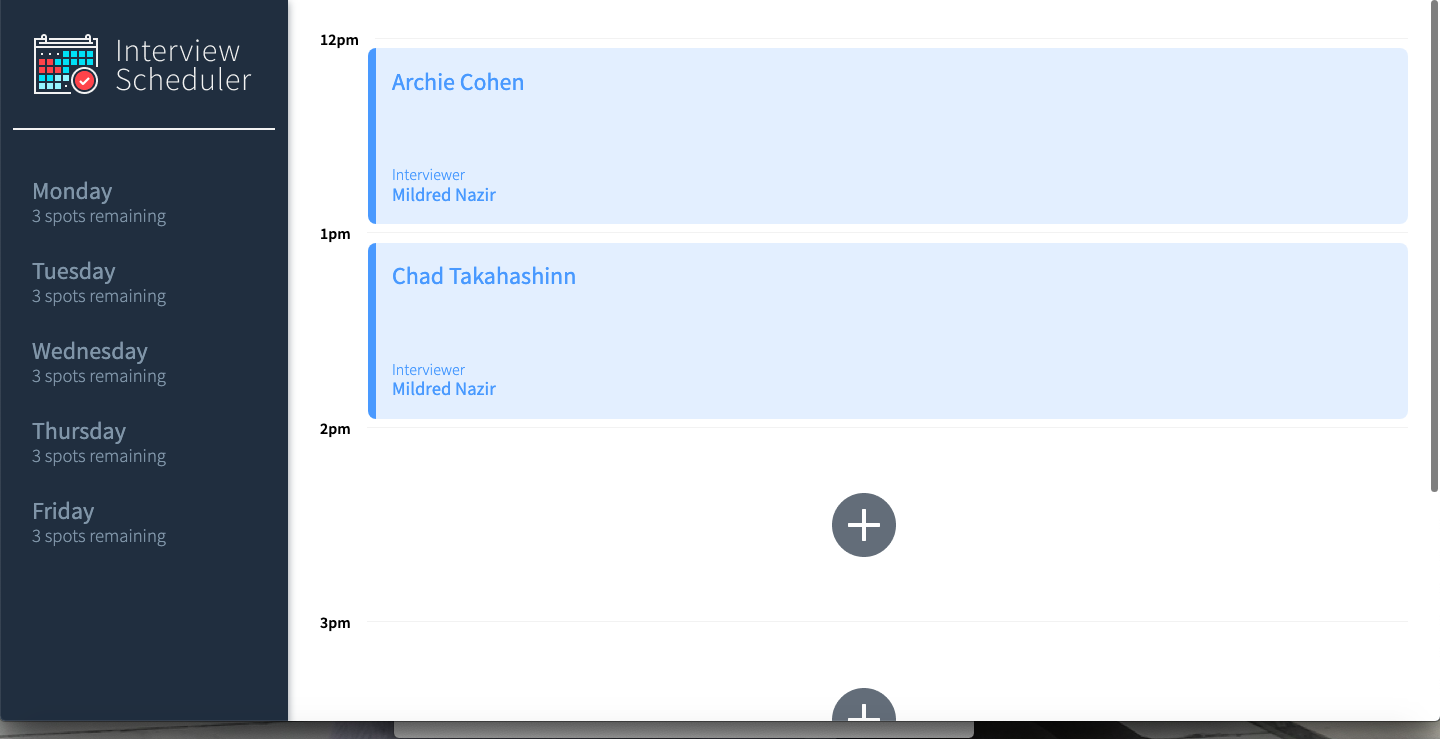 Interview
Scheduler
Monday
3 spots remaining
Tuesday
3 spots remaining
Wednesday
3 spots remaining
Thursday
3 spots remaining
Friday
3 spots remaining
12pm
Archie Cohen
Interviewer
Mildred Nazir
1pm
Chad Takahashinn
Interviewer
Mildred Nazir
2pm
3pm